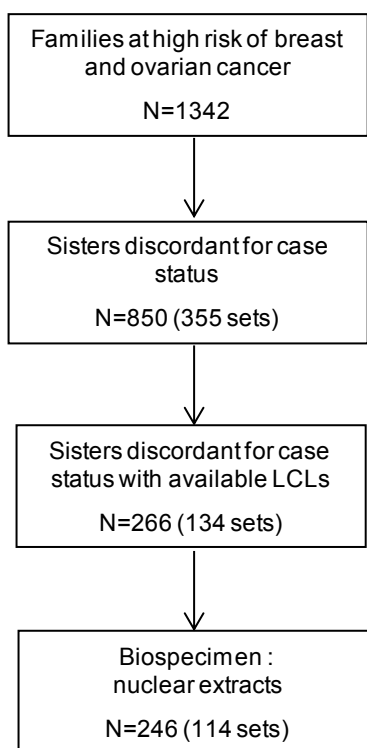 Families at high risk of breast
and ovarian cancer
N=1342
Sisters discordant for case
status
N=850 (355 sets)
Sisters discordant for case
status with available LCLs
N=266 (134 sets)
Biospecimen :
nuclear extracts
N=246 (114 sets)